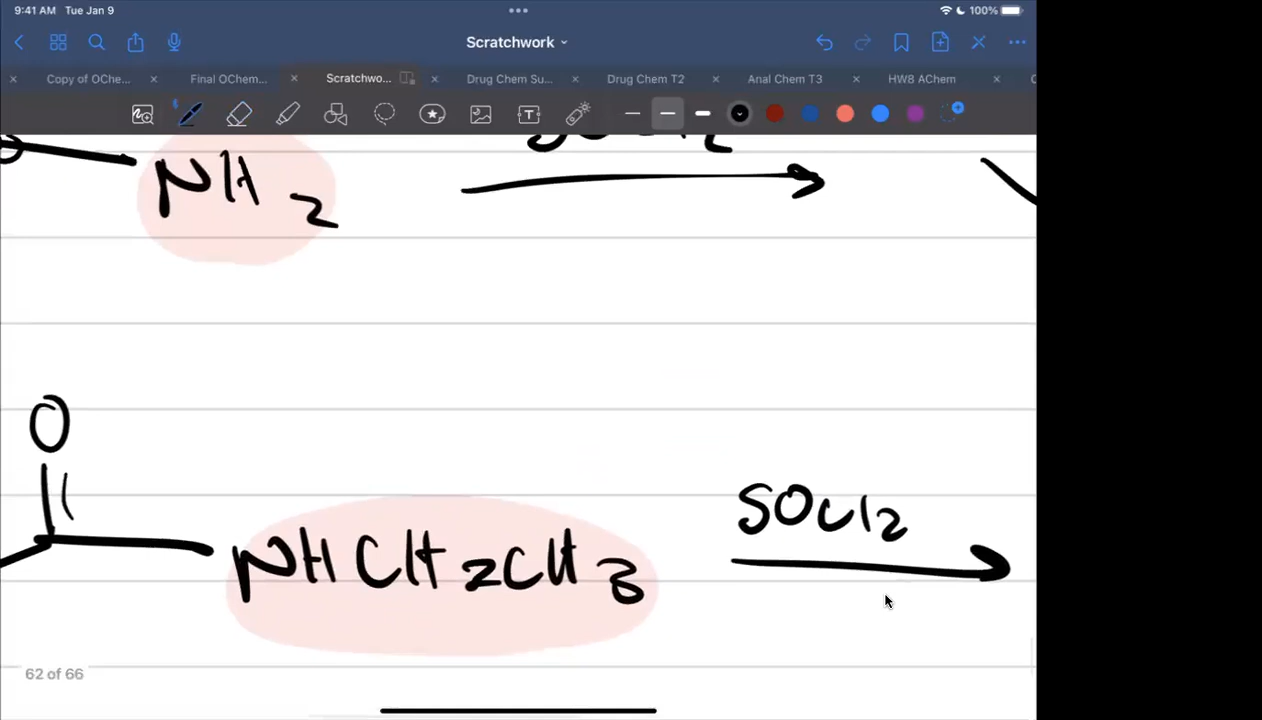 9:41 AM Tue Jan 9
100%
Scratchwork
Copy of OChe...
Final OChem...
Scratchwo...
Drug Chem Su...
Drug Chem T2
Anal Chem T3
HW8 AChem
NH2
O
SOCl2
NHCH2CH3
62 of 66